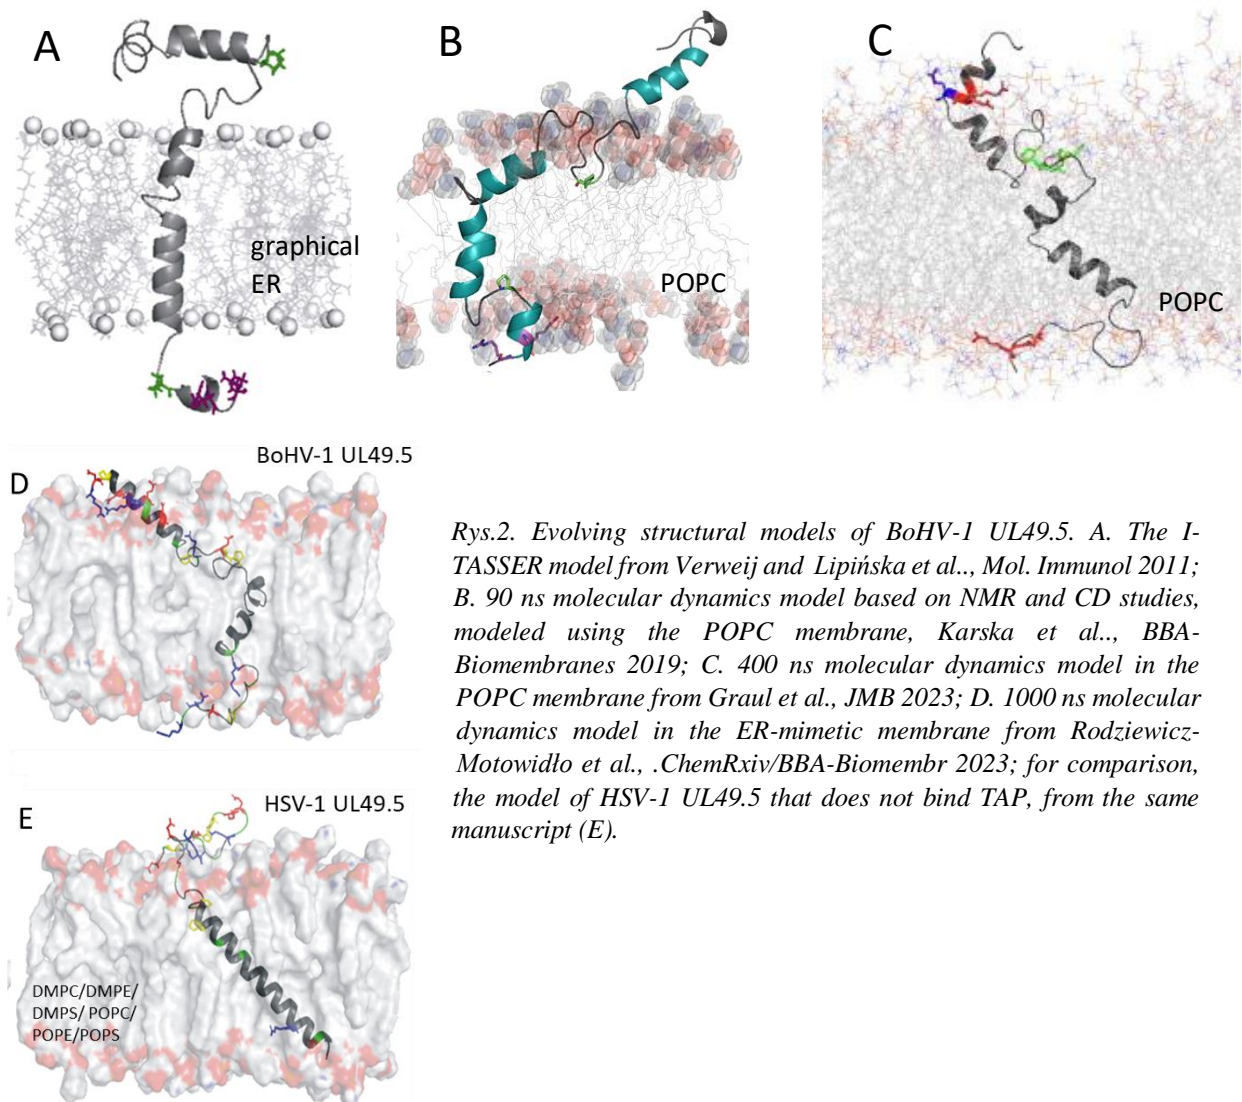 A
B
C
graphical
ER
POPC
POPC
BoHV-1 UL49.5
D
HSV-1 UL49.5
E
DMPC/DMPE/
DMPS/ POPC/
POPE/POPS
Rys.2. Evolving structural models of BoHV-1 UL49.5. A. The I-
TASSER model from Verweij and Lipińska et al.., Mol. Immunol 2011;
B. 90 ns molecular dynamics model based on NMR and CD studies,
modeled using the POPC membrane, Karska et al.., BBA-
Biomembranes 2019; C. 400 ns molecular dynamics model in the
POPC membrane from Graul et al., JMB 2023; D. 1000 ns molecular
dynamics model in the ER-mimetic membrane from Rodziewicz-
Motowidło et al., .ChemRxiv/BBA-Biomembr 2023; for comparison,
the model of HSV-1 UL49.5 that does not bind TAP, from the same
manuscript (E).